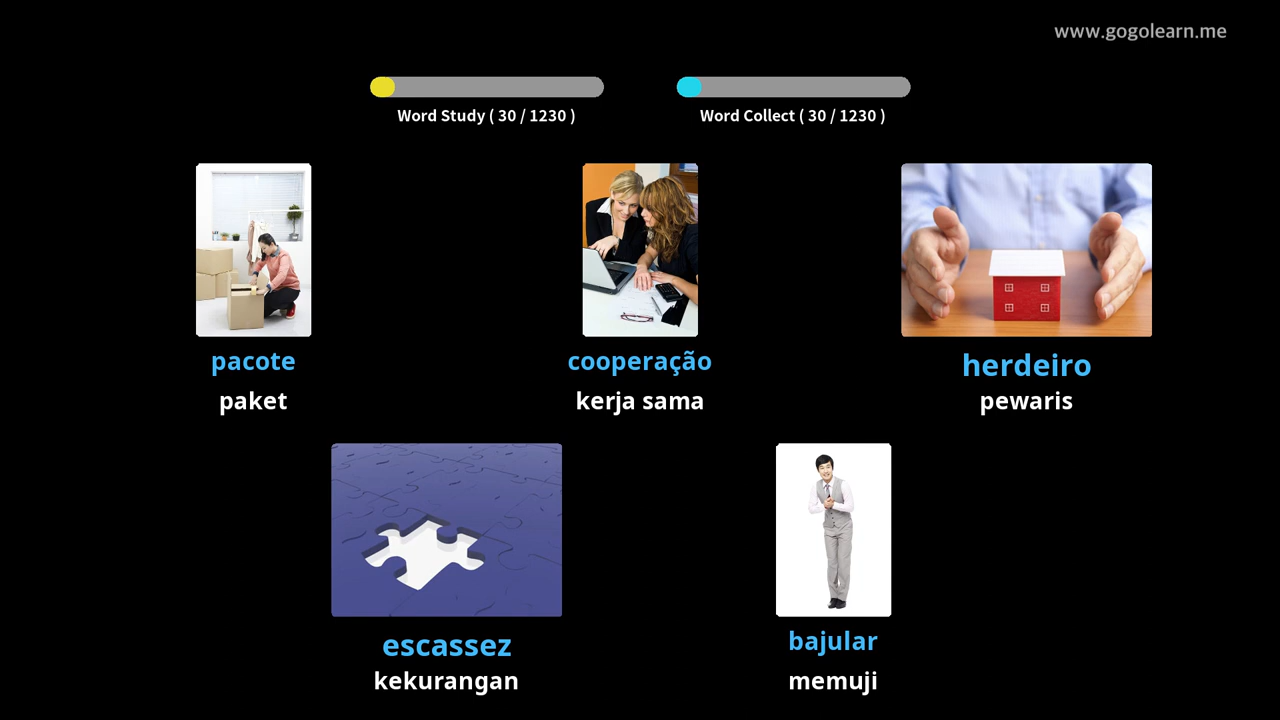 www.gogolearn.me
Word Study ( 30 / 1230 )
Word Collect ( 30 / 1230 )
pacote
paket
cooperação
kerja sama
herdeiro
pewaris
escassez
kekurangan
bajular
memuji